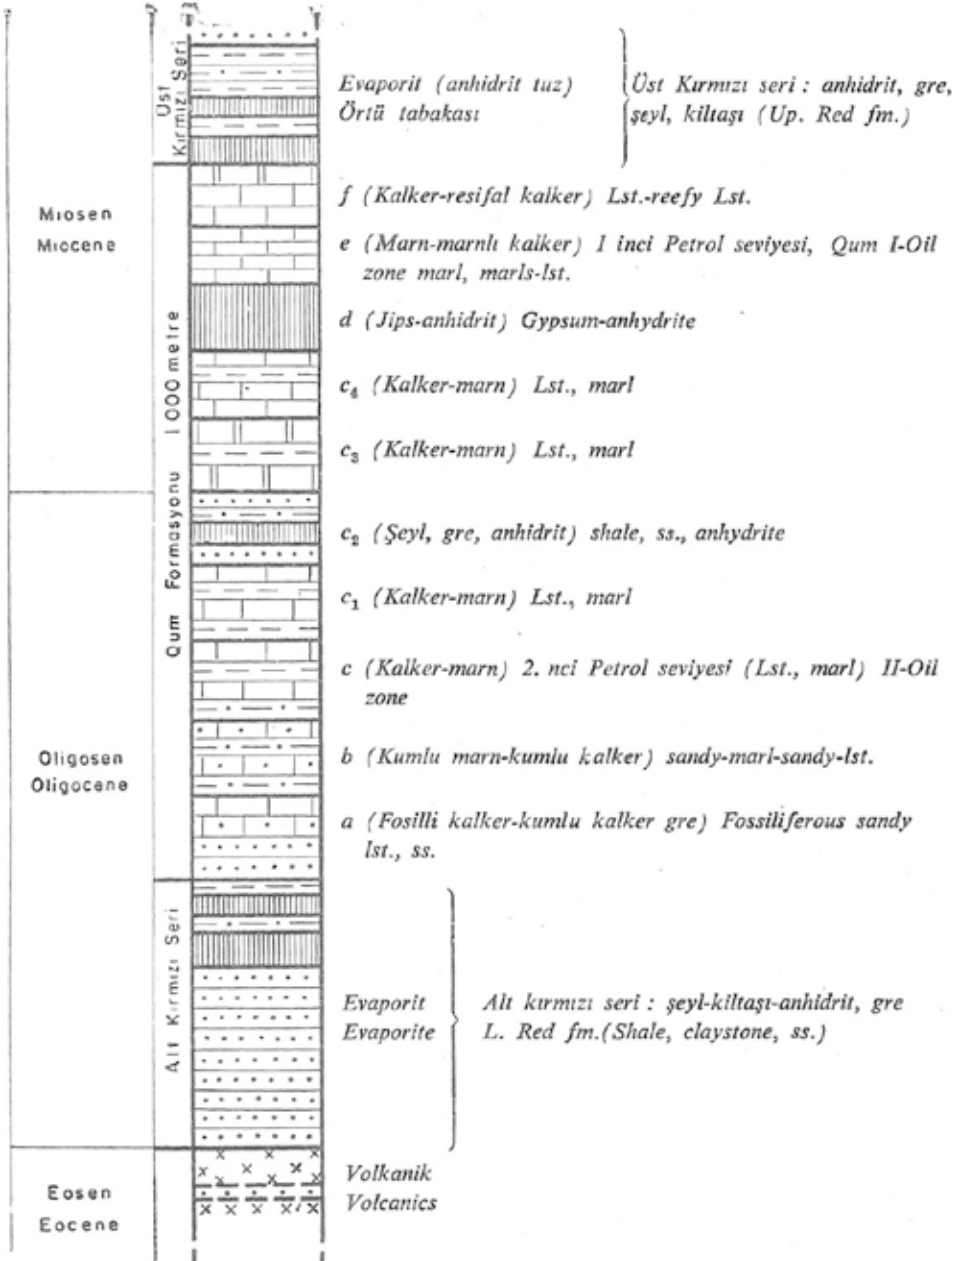 Üst
Kırmızı Seri
Evaporit (anhidrit tuz)
Örtü tabakası
Üst Kırmızı seri : anhidrit, gre,
şeyl, kiltaşı (Up. Red fm.)
Miosen
Miocene
f (Kalker-resifal kalker) Lst.-reefy Lst.
e (Marn-marnlı kalker) 1 inci Petrol seviyesi, Qum I-Oil
zone marl, marls-lst.
d (Jips-anhidrit) Gypsum-anhydrite
Qum Formasyonu 1000 metre
c₄ (Kalker-marn) Lst., marl
c₃ (Kalker-marn) Lst., marl
c₂ (Şeyl, gre, anhidrit) shale, ss., anhydrite
c₁ (Kalker-marn) Lst., marl
c (Kalker-marn) 2. nci Petrol seviyesi (Lst., marl) II-Oil
zone
Oligosen
Oligocene
b (Kumlu marn-kumlu kalker) sandy-marl-sandy-lst.
a (Fosilli kalker-kumlu kalker gre) Fossiliferous sandy
lst., ss.
Alt Kırmızı Seri
Evaporit
Evaporite
Alt kırmızı seri : şeyl-kiltaşı-anhidrit, gre
L. Red fm.(Shale, claystone, ss.)
Volkanik
Volcanics
Eosen
Eocene